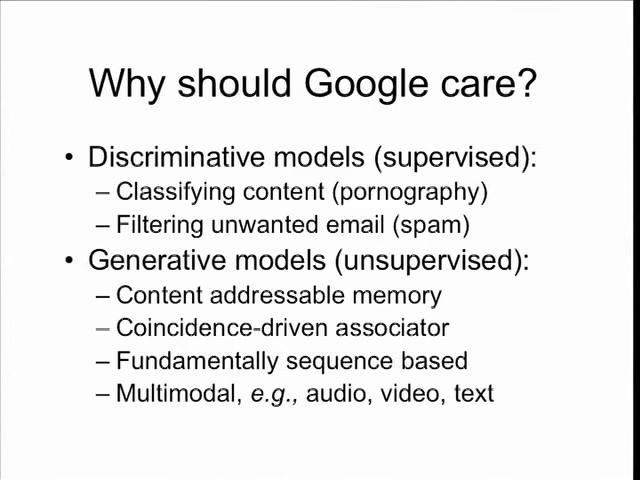 Why should Google care?
• Discriminative models (supervised):
– Classifying content (pornography)
– Filtering unwanted email (spam)
• Generative models (unsupervised):
– Content addressable memory
– Coincidence-driven associator
– Fundamentally sequence based
– Multimodal, e.g., audio, video, text